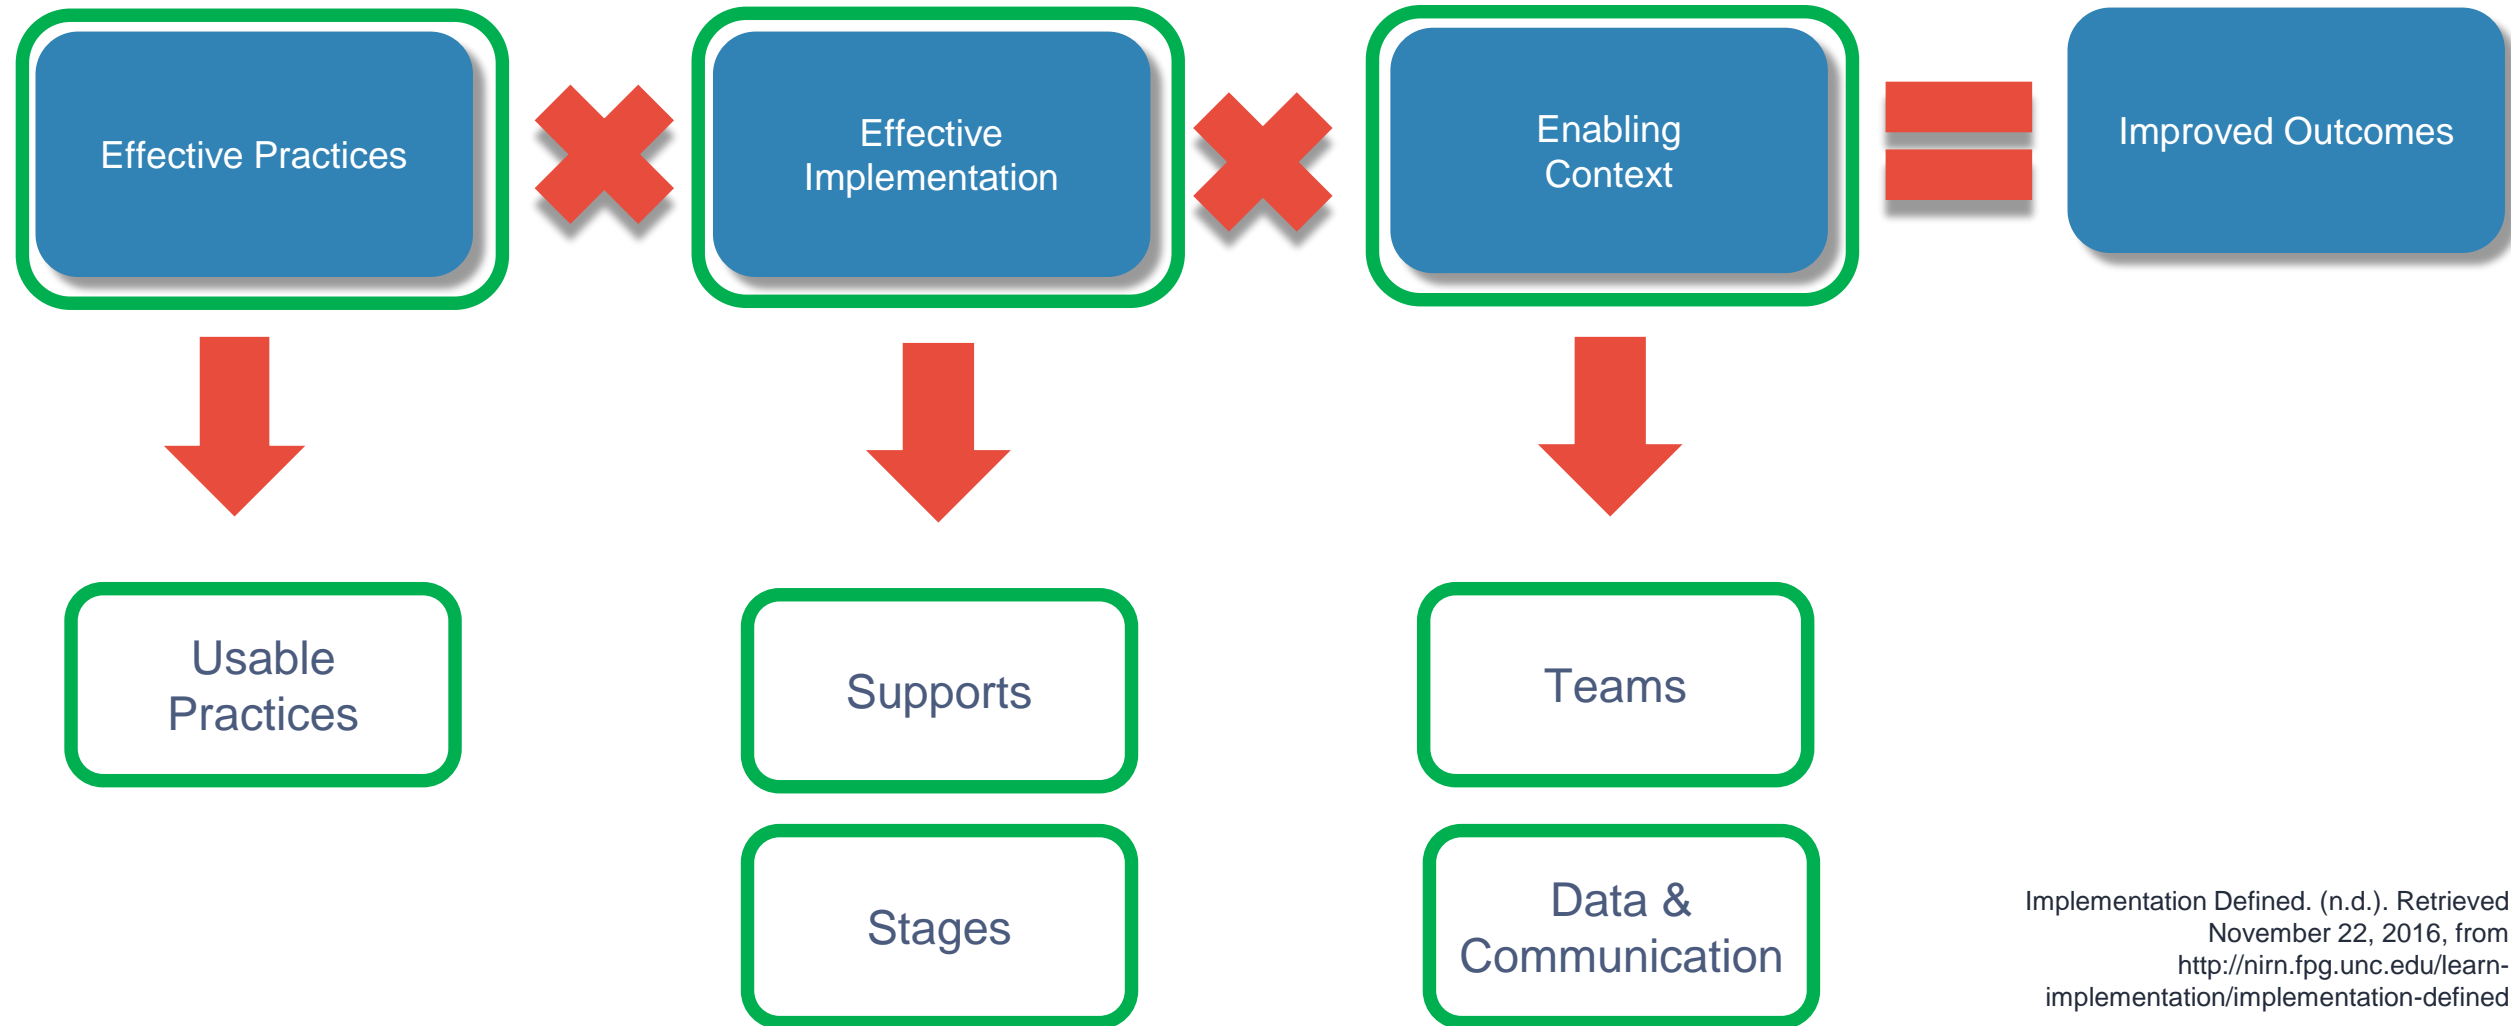 Effective Practices
Effective
Implementation
Enabling
Context
Improved Outcomes
Usable
Practices
Supports
Teams
Stages
Data &
Communication
Implementation Defined. (n.d.). Retrieved
November 22, 2016, from
http://nirn.fpg.unc.edu/learn-
implementation/implementation-defined